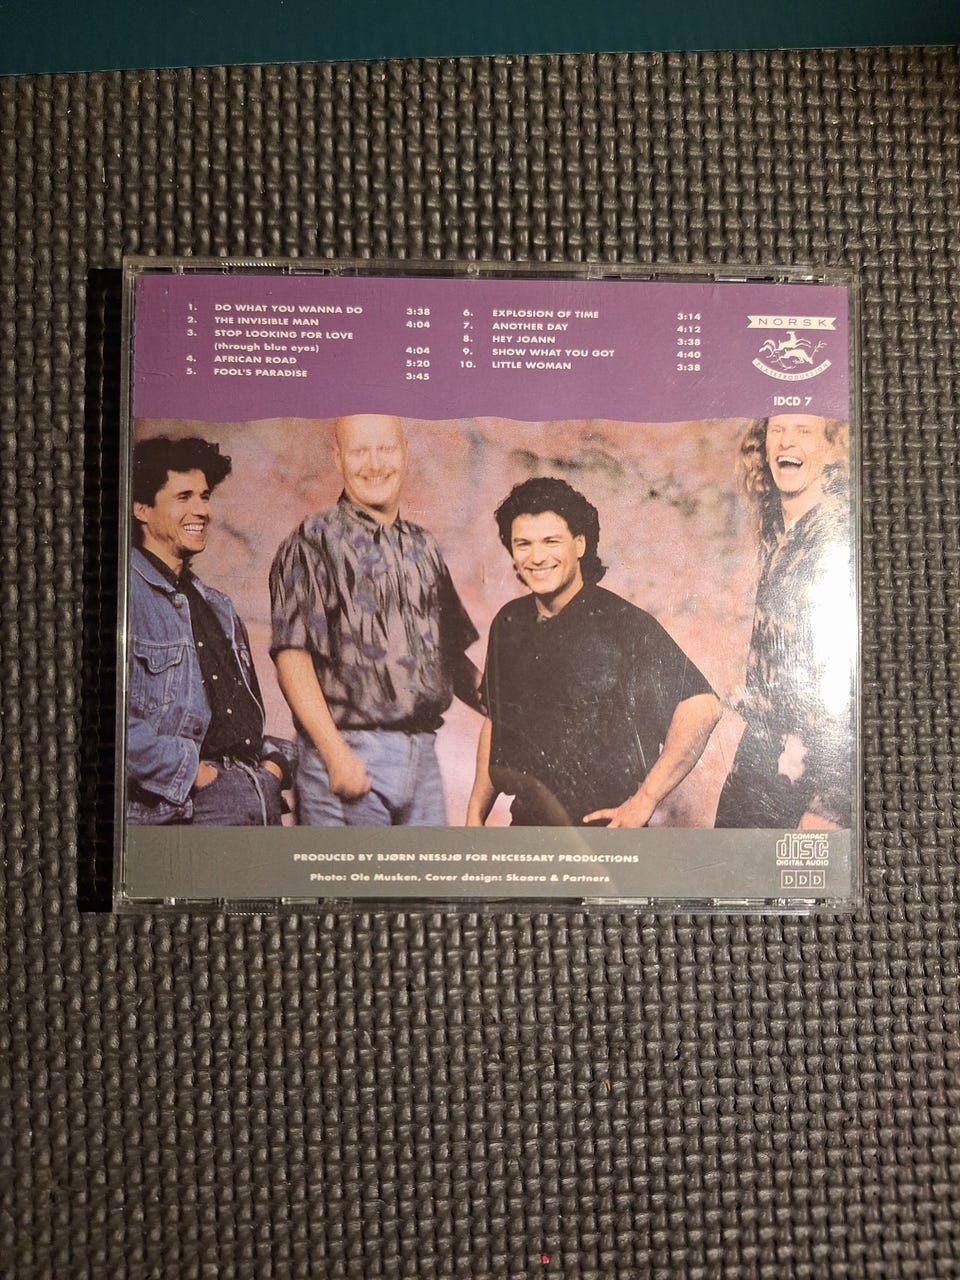 1. DO WHAT YOU WANNA DO 3:38
2. THE INVISIBLE MAN 4:04
3. STOP LOOKING FOR LOVE
(through blue eyes) 4:04
4. AFRICAN ROAD 5:20
5. FOOL'S PARADISE 3:45
6. EXPLOSION OF TIME 3:14
7. ANOTHER DAY 4:12
8. HEY JOANN 3:38
9. SHOW WHAT YOU GOT 4:40
10. LITTLE WOMAN 3:38
NORSK
PLATEPRODUKSJON
IDCD 7
PRODUCED BY BJØRN NESSJØ FOR NECESSARY PRODUCTIONS
Photo: Ole Musken, Cover design: Skaara & Partners
COMPACT
disc
DIGITAL AUDIO
DDD